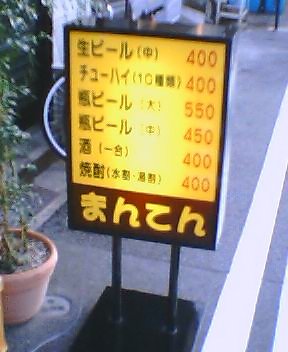 生ビール(中) 400
チューハイ(10種類) 400
瓶ビール(大) 550
瓶ビール(中) 450
酒(一合) 400
焼酎(水割・湯割) 400
まんてん